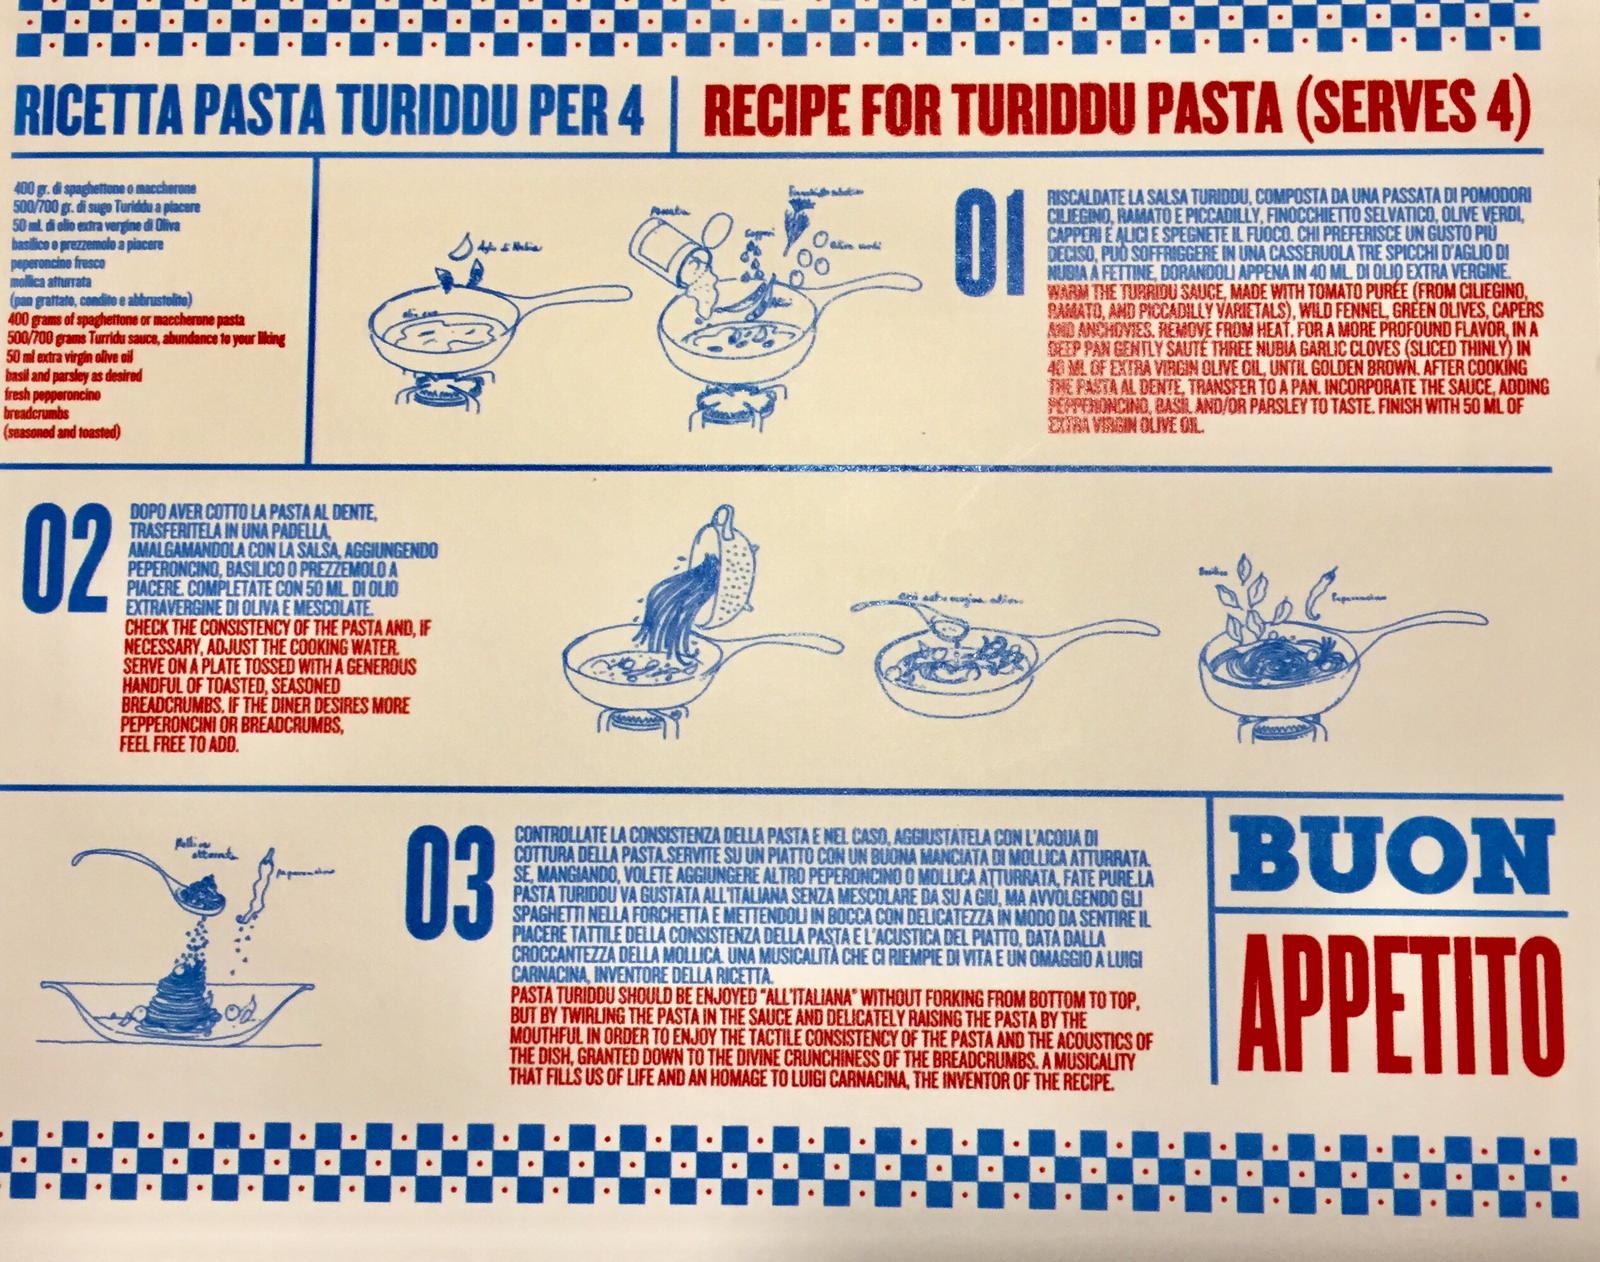 RICETTA PASTA TURIDDU PER 4
RECIPE FOR TURIDDU PASTA (SERVES 4)
400 gr. di spaghettone o maccherone
500/700 gr. di sugo Turiddu a piacere
50 ml. di olio extra vergine di Oliva
basilico o prezzemolo a piacere
peperoncino fresco
mollica atturrata
(pan grattato, condito e abbrustolito)
400 grams of spaghettone or maccherone pasta
500/700 grams Turridu sauce, abundance to your liking
50 ml extra virgin olive oil
basil and parsley as desired
fresh pepperoncino
breadcrumbs
(seasoned and toasted)
Aglio di Nubia
Finocchietto selvatico
Capperi
Olive verdi
01
RISCALDATE LA SALSA TURIDDU, COMPOSTA DA UNA PASSATA DI POMODORI
CILIEGINO, RAMATO E PICCADILLY, FINOCCHIETTO SELVATICO, OLIVE VERDI,
CAPPERI E ALICI E SPEGNETE IL FUOCO. CHI PREFERISCE UN GUSTO PIÙ
DECISO, PUÒ SOFFRIGGERE IN UNA CASSERUOLA TRE SPICCHI D'AGLIO DI
NUBIA A FETTINE, DORANDOLI APPENA IN 40 ML. DI OLIO EXTRA VERGINE.
WARM THE TURRIDU SAUCE, MADE WITH TOMATO PURÉE (FROM CILIEGINO,
RAMATO, AND PICCADILLY VARIETALS), WILD FENNEL, GREEN OLIVES, CAPERS
AND ANCHOVIES. REMOVE FROM HEAT. FOR A MORE PROFOUND FLAVOR, IN A
DEEP PAN GENTLY SAUTÉ THREE NUBIA GARLIC CLOVES (SLICED THINLY) IN
40 ML OF EXTRA VIRGIN OLIVE OIL, UNTIL GOLDEN BROWN. AFTER COOKING
THE PASTA AL DENTE, TRANSFER TO A PAN. INCORPORATE THE SAUCE, ADDING
PEPPERONCINO, BASIL AND/OR PARSLEY TO TASTE. FINISH WITH 50 ML OF
EXTRA VIRGIN OLIVE OIL.
02
DOPO AVER COTTO LA PASTA AL DENTE,
TRASFERITELA IN UNA PADELLA,
AMALGAMANDOLA CON LA SALSA, AGGIUNGENDO
PEPERONCINO, BASILICO O PREZZEMOLO A
PIACERE. COMPLETATE CON 50 ML. DI OLIO
EXTRAVERGINE DI OLIVA E MESCOLATE.
CHECK THE CONSISTENCY OF THE PASTA AND, IF
NECESSARY, ADJUST THE COOKING WATER.
SERVE ON A PLATE TOSSED WITH A GENEROUS
HANDFUL OF TOASTED, SEASONED
BREADCRUMBS. IF THE DINER DESIRES MORE
PEPPERONCINI OR BREADCRUMBS,
FEEL FREE TO ADD.
Basilico
Peperoncino
Mollica
atturrata
Peperoncino
03
CONTROLLATE LA CONSISTENZA DELLA PASTA E NEL CASO, AGGIUSTATELA CON L'ACQUA DI
COTTURA DELLA PASTA.SERVITE SU UN PIATTO CON UN BUONA MANCIATA DI MOLLICA ATTURRATA.
SE, MANGIANDO, VOLETE AGGIUNGERE ALTRO PEPERONCINO O MOLLICA ATTURRATA, FATE PURE.LA
PASTA TURIDDU VA GUSTATA ALL'ITALIANA SENZA MESCOLARE DA SU A GIÙ, MA AVVOLGENDO GLI
SPAGHETTI NELLA FORCHETTA E METTENDOLI IN BOCCA CON DELICATEZZA IN MODO DA SENTIRE IL
PIACERE TATTILE DELLA CONSISTENZA DELLA PASTA E L'ACUSTICA DEL PIATTO, DATA DALLA
CROCCANTEZZA DELLA MOLLICA. UNA MUSICALITÀ CHE CI RIEMPIE DI VITA E UN OMAGGIO A LUIGI
CARNACINA, INVENTORE DELLA RICETTA.
PASTA TURIDDU SHOULD BE ENJOYED "ALL'ITALIANA" WITHOUT FORKING FROM BOTTOM TO TOP,
BUT BY TWIRLING THE PASTA IN THE SAUCE AND DELICATELY RAISING THE PASTA BY THE
MOUTHFUL IN ORDER TO ENJOY THE TACTILE CONSISTENCY OF THE PASTA AND THE ACOUSTICS OF
THE DISH, GRANTED DOWN TO THE DIVINE CRUNCHINESS OF THE BREADCRUMBS. A MUSICALITY
THAT FILLS US OF LIFE AND AN HOMAGE TO LUIGI CARNACINA, THE INVENTOR OF THE RECIPE.
BUON
APPETITO